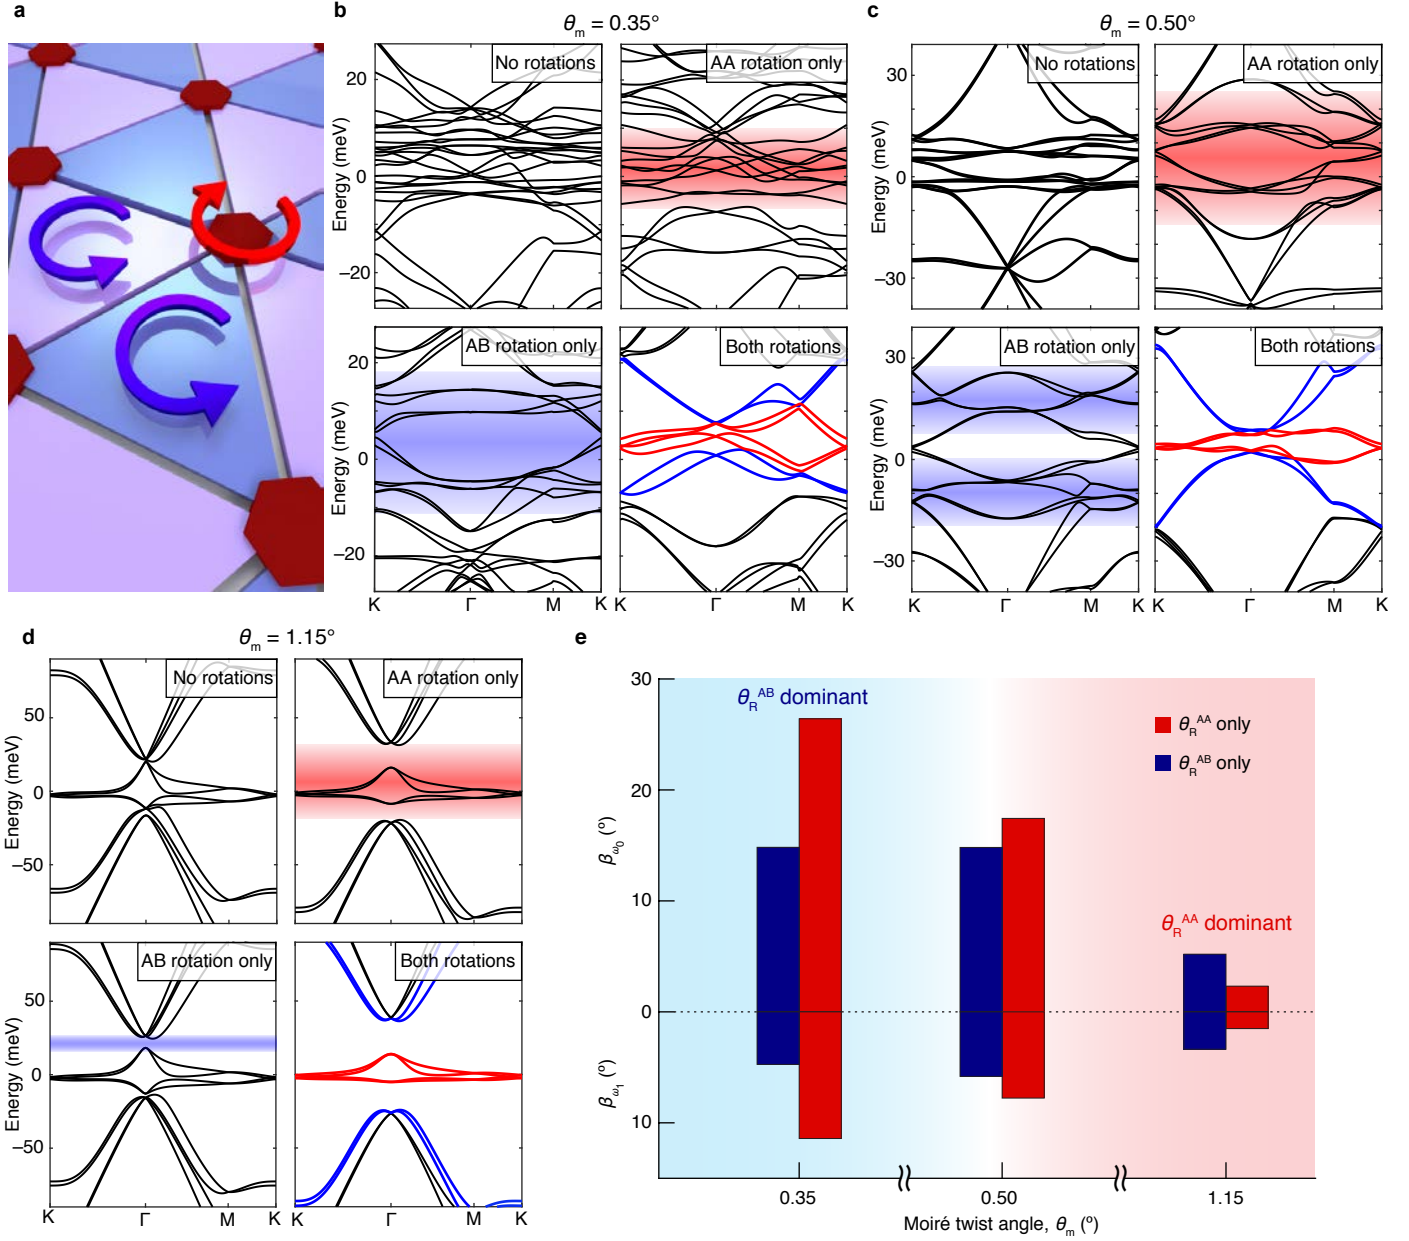 a
b
θm = 0.35°
c
θm = 0.50°
No rotations
AA rotation only
20
0
–20
Energy (meV)
No rotations
AA rotation only
30
0
–30
Energy (meV)
AB rotation only
Both rotations
20
0
–20
Energy (meV)
K Γ M K Γ M K
AB rotation only
Both rotations
30
0
–30
Energy (meV)
K Γ M K Γ M K
d
θm = 1.15°
No rotations
AA rotation only
50
0
–50
Energy (meV)
AB rotation only
Both rotations
50
0
–50
Energy (meV)
K Γ M K Γ M K
e
30
20
10
0
10
βω0 (°)
βω1 (°)
θRAB dominant
θRAA only
θRAB only
θRAA dominant
0.35 0.50 1.15
Moiré twist angle, θm (°)